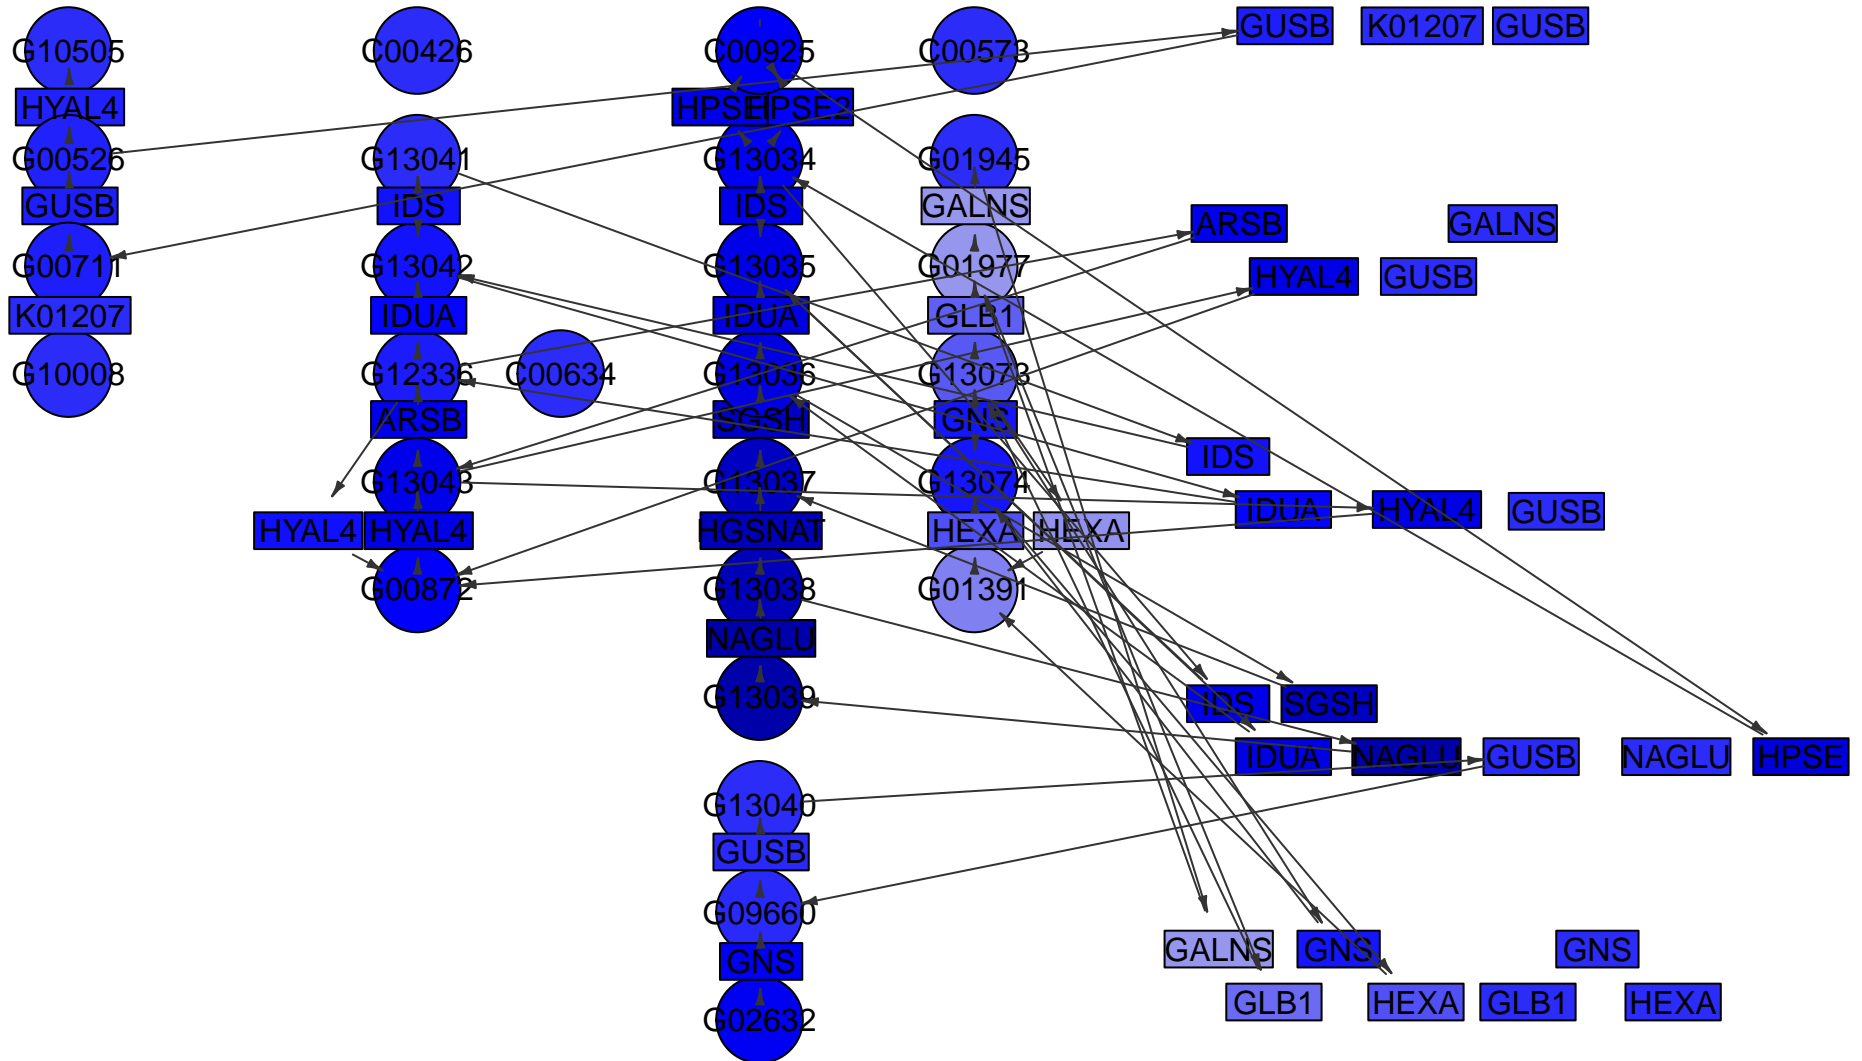 G10505 C00426 C00925 C00573 GUSB K01207 GUSB
HYAL4 HPSE HPSE2
G00526 G13041 G13034 G01945
GUSB IDS IDS GALNS ARSB GALNS
G00711 G13042 G13035 G01977 HYAL4 GUSB
K01207 IDUA IDUA GLB1
G10008 G12336 C00634 G13036 G13073
ARSB SGSH GNS IDS
G13043 G13037 G13074 IDUA HYAL4 GUSB
HYAL4 HYAL4 HGSNAT HEXA HEXA
G00872 G13038 G01391
NAGLU
G13039 IDS SGSH
IDUA NAGLU GUSB NAGLU HPSE
G13040
GUSB
G09660
GNS GALNS GNS GNS
G02632 GLB1 HEXA GLB1 HEXA